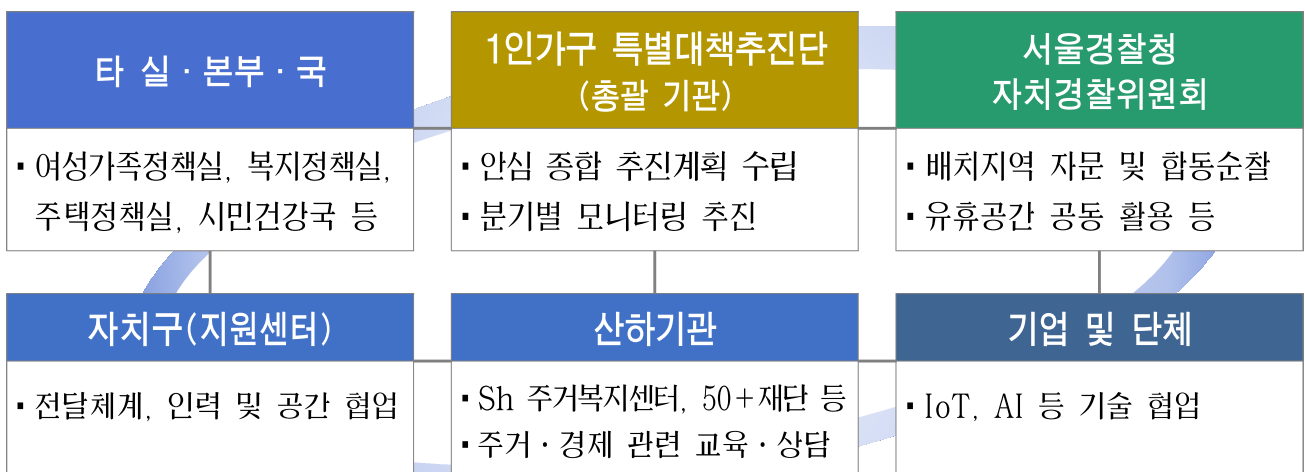 타 실·본부·국
▪ 여성가족정책실, 복지정책실,
주택정책실, 시민건강국 등
1인가구 특별대책추진단
(총괄 기관)
▪ 안심 종합 추진계획 수립
▪ 분기별 모니터링 추진
서울경찰청
자치경찰위원회
▪ 배치지역 자문 및 합동순찰
▪ 유휴공간 공동 활용 등
자치구(지원센터)
▪ 전달체계, 인력 및 공간 협업
산하기관
▪ Sh 주거복지센터, 50+재단 등
▪ 주거·경제 관련 교육·상담
기업 및 단체
▪ IoT, AI 등 기술 협업